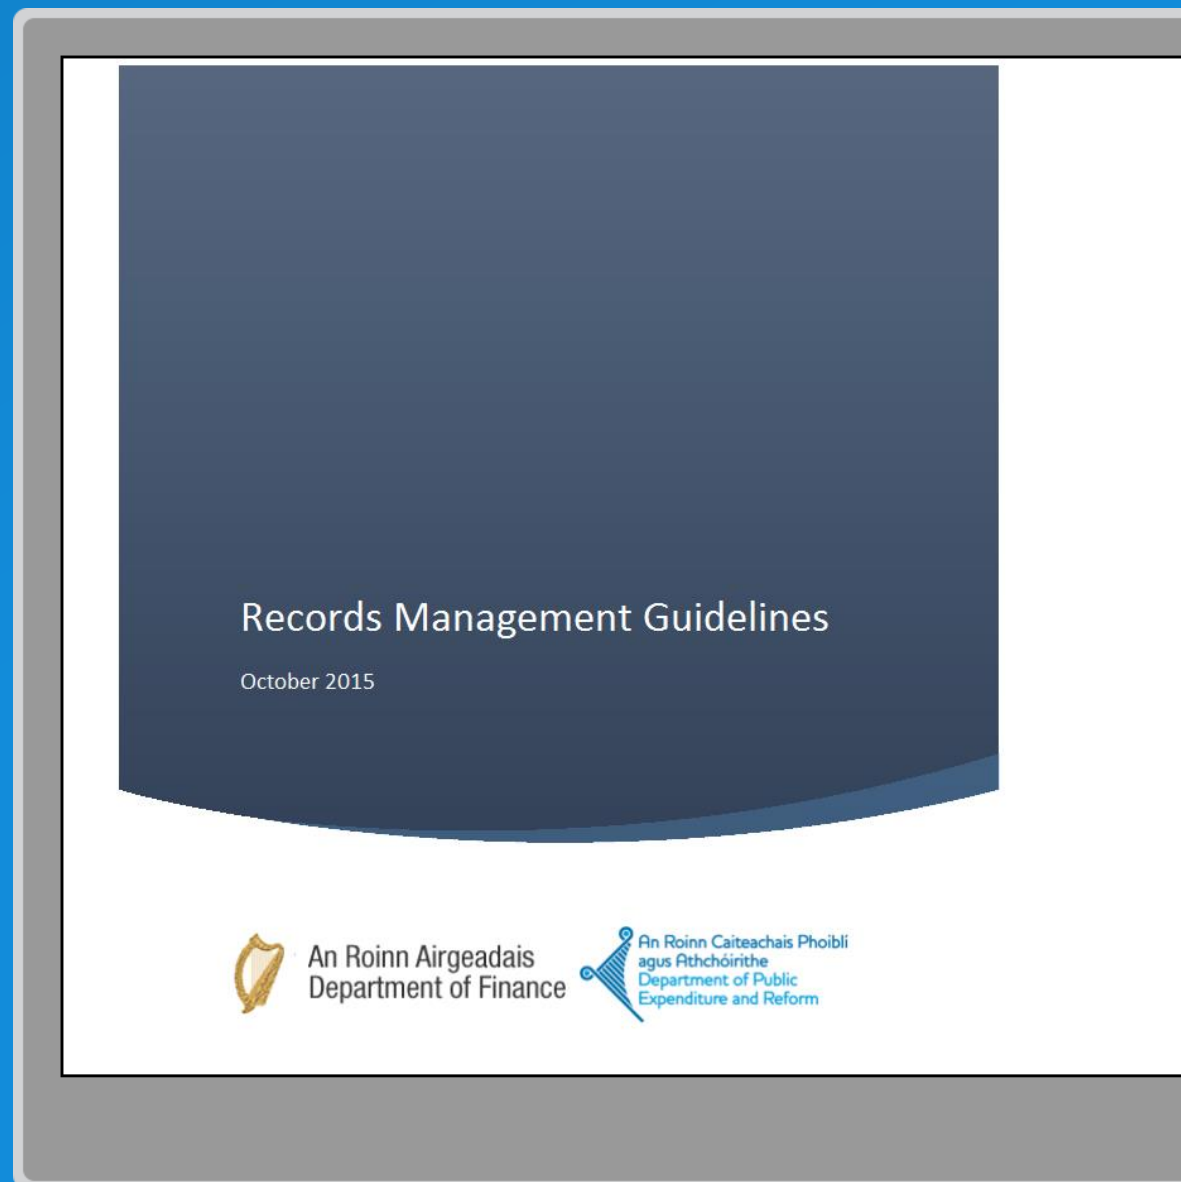 Records Management Guidelines
October 2015
An Roinn Airgeadais
Department of Finance
An Roinn Caiteachais Phoiblí
agus Athchóirithe
Department of Public
Expenditure and Reform